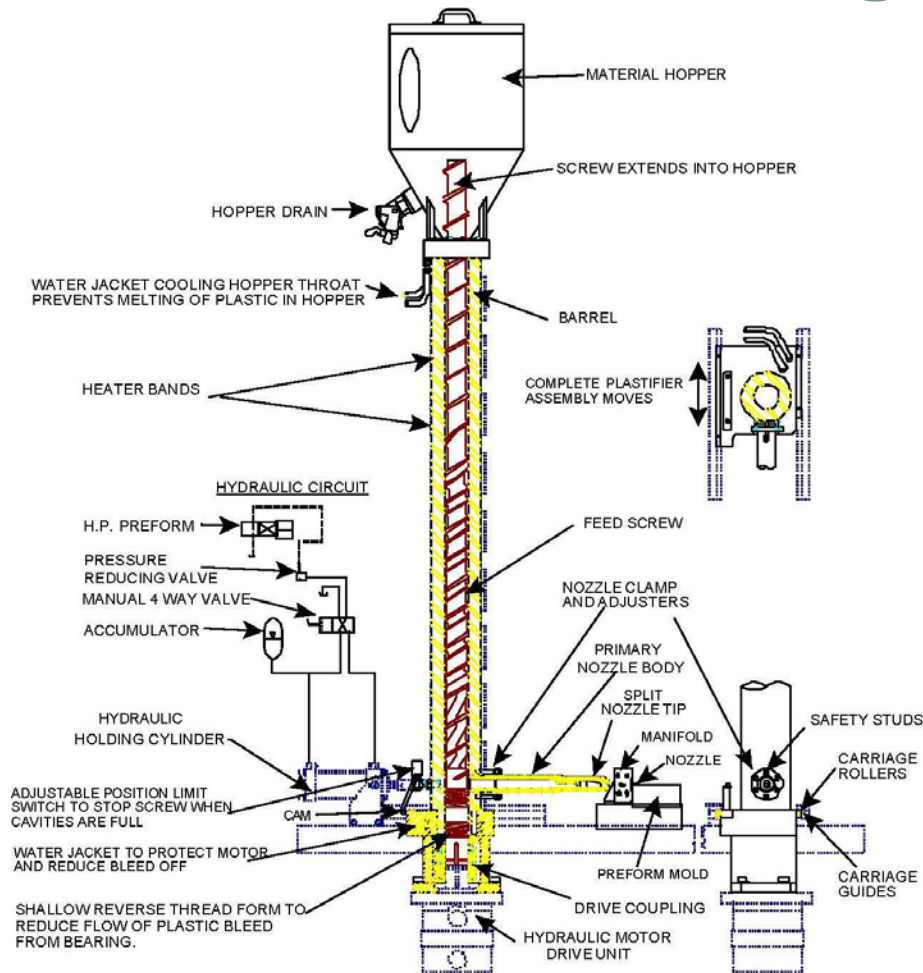 MATERIAL HOPPER
SCREW EXTENDS INTO HOPPER
HOPPER DRAIN
WATER JACKET COOLING HOPPER THROAT
PREVENTS MELTING OF PLASTIC IN HOPPER
BARREL
COMPLETE PLASTIFIER
ASSEMBLY MOVES
HEATER BANDS
HYDRAULIC CIRCUIT
H.P. PREFORM
FEED SCREW
PRESSURE
REDUCING VALVE
MANUAL 4 WAY VALVE
ACCUMULATOR
NOZZLE CLAMP
AND ADJUSTERS
PRIMARY
NOZZLE BODY
SPLIT
NOZZLE TIP
MANIFOLD
NOZZLE
SAFETY STUDS
HYDRAULIC
HOLDING CYLINDER
CARRIAGE
ROLLERS
ADJUSTABLE POSITION LIMIT
SWITCH TO STOP SCREW WHEN
CAVITIES ARE FULL
CAM
WATER JACKET TO PROTECT MOTOR
AND REDUCE BLEED OFF
PREFORM MOLD
CARRIAGE
GUIDES
SHALLOW REVERSE THREAD FORM TO
REDUCE FLOW OF PLASTIC BLEED
FROM BEARING.
DRIVE COUPLING
HYDRAULIC MOTOR
DRIVE UNIT